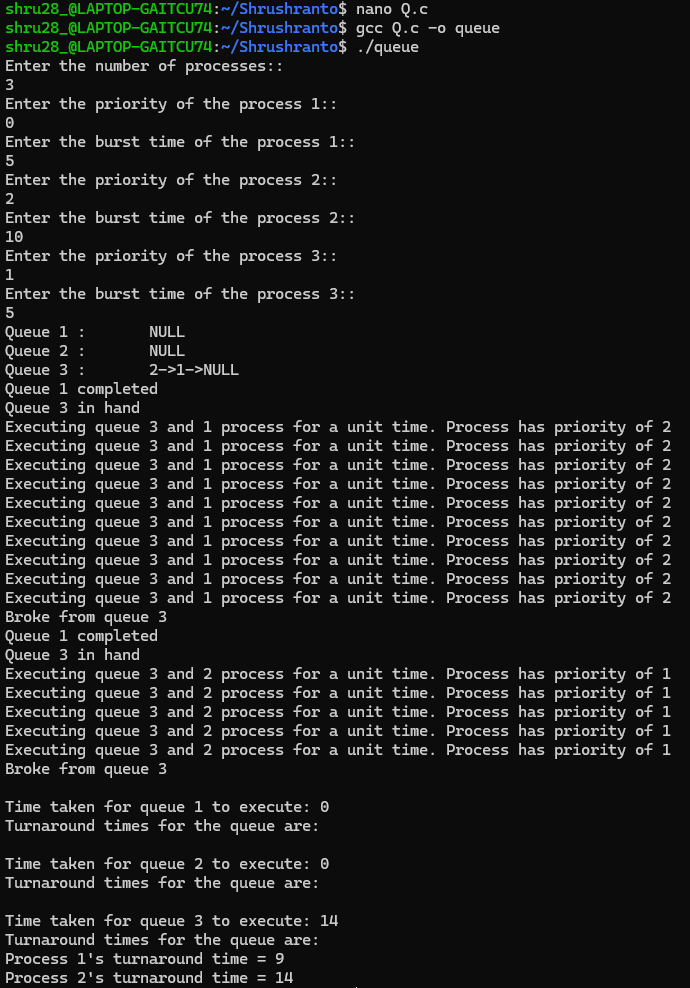 shru28_@LAPTOP-GAITCU74:~/Shrushranto$ nano Q.c
shru28_@LAPTOP-GAITCU74:~/Shrushranto$ gcc Q.c -o queue
shru28_@LAPTOP-GAITCU74:~/Shrushranto$ ./queue
Enter the number of processes::
3
Enter the priority of the process 1::
0
Enter the burst time of the process 1::
5
Enter the priority of the process 2::
2
Enter the burst time of the process 2::
10
Enter the priority of the process 3::
1
Enter the burst time of the process 3::
5
Queue 1 :       NULL
Queue 2 :       NULL
Queue 3 :       2->1->NULL
Queue 1 completed
Queue 3 in hand
Executing queue 3 and 1 process for a unit time. Process has priority of 2
Executing queue 3 and 1 process for a unit time. Process has priority of 2
Executing queue 3 and 1 process for a unit time. Process has priority of 2
Executing queue 3 and 1 process for a unit time. Process has priority of 2
Executing queue 3 and 1 process for a unit time. Process has priority of 2
Executing queue 3 and 1 process for a unit time. Process has priority of 2
Executing queue 3 and 1 process for a unit time. Process has priority of 2
Executing queue 3 and 1 process for a unit time. Process has priority of 2
Executing queue 3 and 1 process for a unit time. Process has priority of 2
Executing queue 3 and 1 process for a unit time. Process has priority of 2
Broke from queue 3
Queue 1 completed
Queue 3 in hand
Executing queue 3 and 2 process for a unit time. Process has priority of 1
Executing queue 3 and 2 process for a unit time. Process has priority of 1
Executing queue 3 and 2 process for a unit time. Process has priority of 1
Executing queue 3 and 2 process for a unit time. Process has priority of 1
Executing queue 3 and 2 process for a unit time. Process has priority of 1
Broke from queue 3
Time taken for queue 1 to execute: 0
Turnaround times for the queue are:
Time taken for queue 2 to execute: 0
Turnaround times for the queue are:
Time taken for queue 3 to execute: 14
Turnaround times for the queue are:
Process 1's turnaround time = 9
Process 2's turnaround time = 14